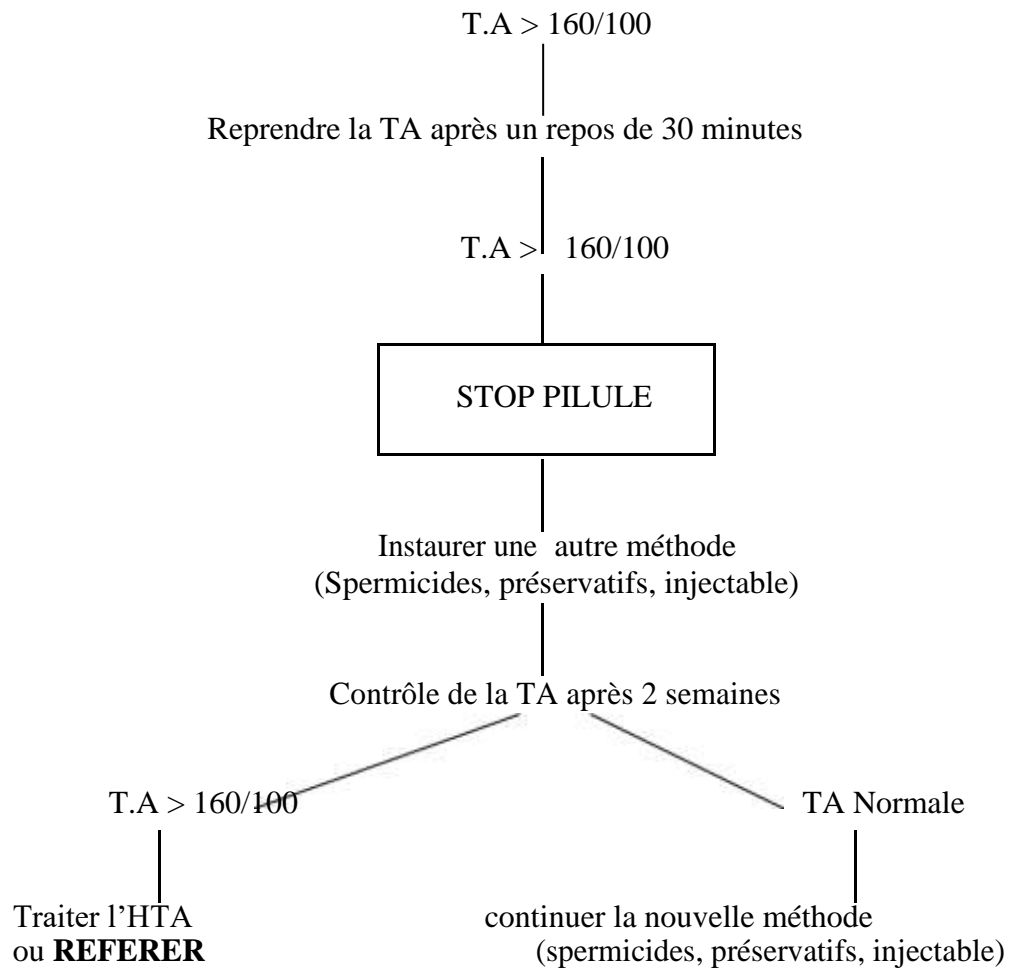 T.A > 160/100
Reprendre la TA après un repos de 30 minutes
T.A > 160/100
STOP PILULE
Instaurer une autre méthode
(Spermicides, préservatifs, injectable)
Contrôle de la TA après 2 semaines
T.A > 160/100
TA Normale
Traiter l’HTA
ou REFERER
continuer la nouvelle méthode
(spermicides, préservatifs, injectable)